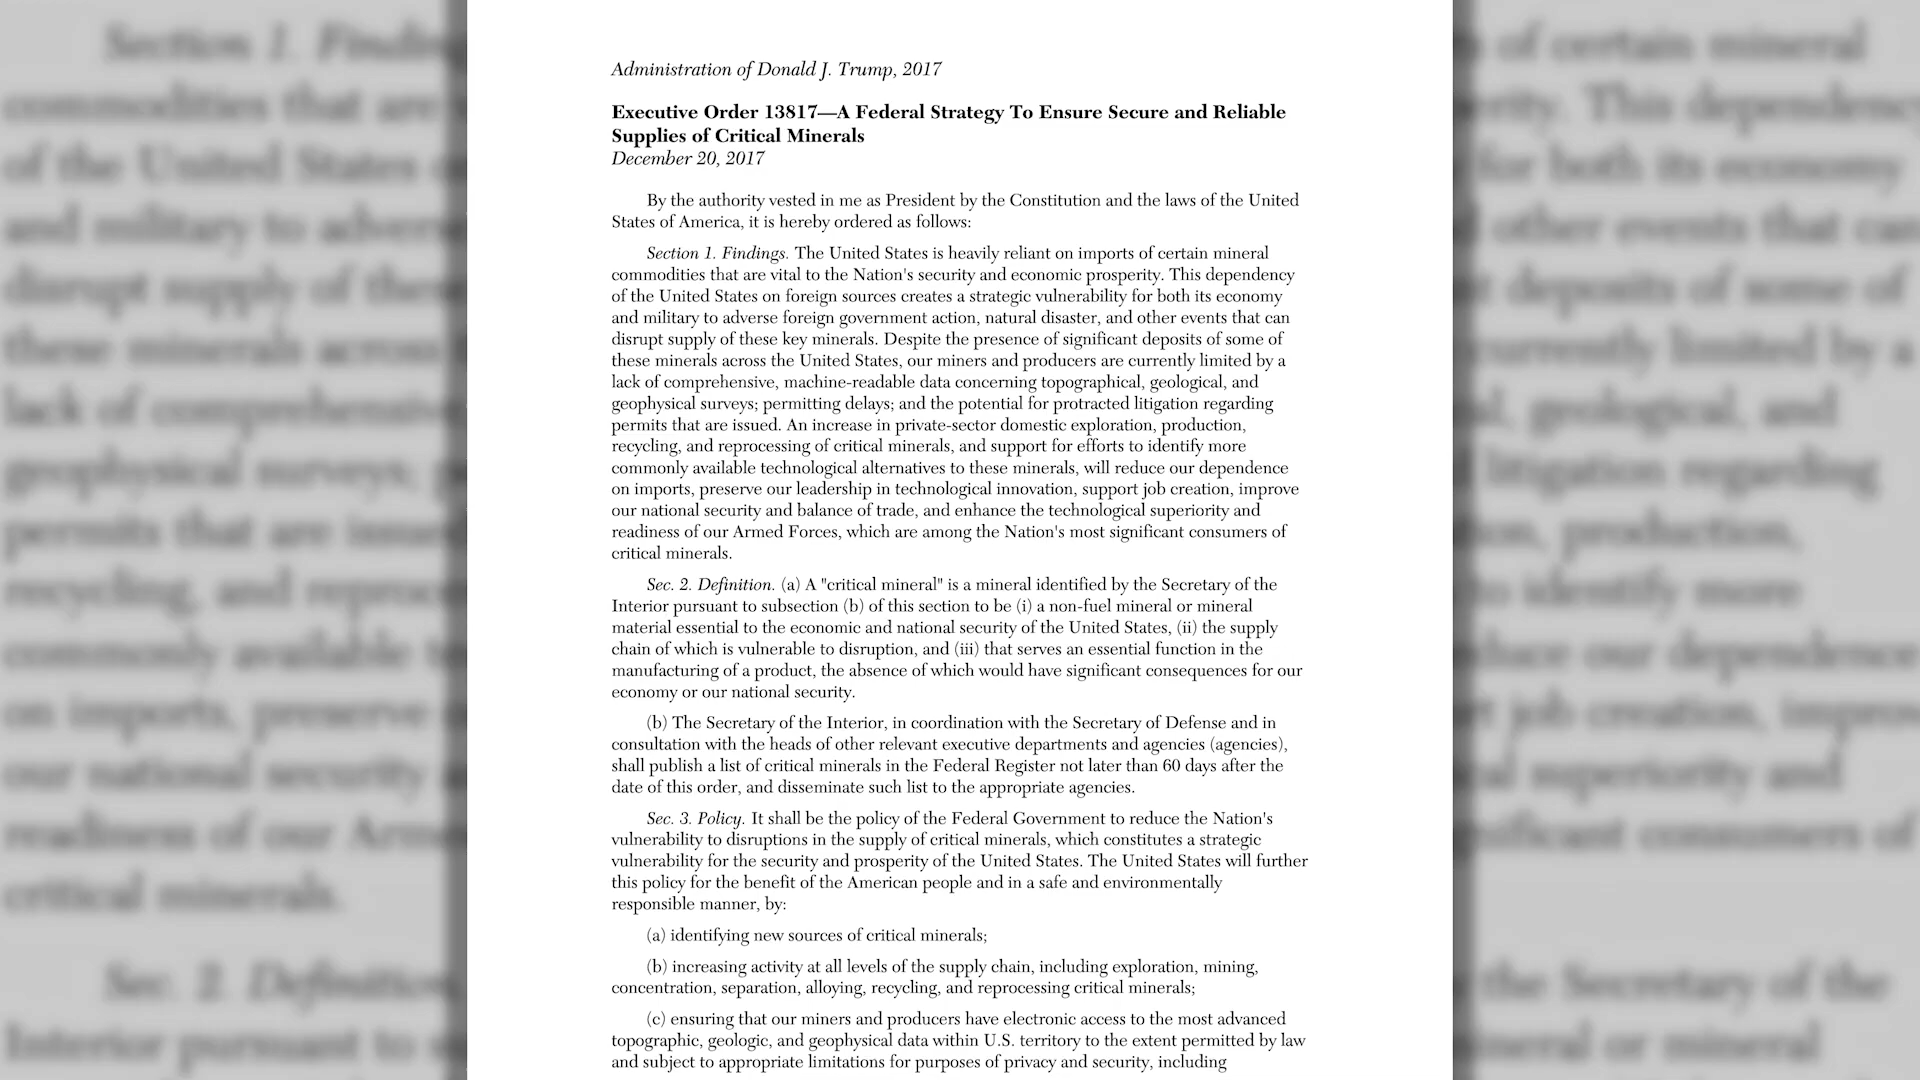 Administration of Donald J. Trump, 2017
Executive Order 13817—A Federal Strategy To Ensure Secure and Reliable
Supplies of Critical Minerals
December 20, 2017
By the authority vested in me as President by the Constitution and the laws of the United
States of America, it is hereby ordered as follows:
Section 1. Findings. The United States is heavily reliant on imports of certain mineral
commodities that are vital to the Nation's security and economic prosperity. This dependency
of the United States on foreign sources creates a strategic vulnerability for both its economy
and military to adverse foreign government action, natural disaster, and other events that can
disrupt supply of these key minerals. Despite the presence of significant deposits of some of
these minerals across the United States, our miners and producers are currently limited by a
lack of comprehensive, machine-readable data concerning topographical, geological, and
geophysical surveys; permitting delays; and the potential for protracted litigation regarding
permits that are issued. An increase in private-sector domestic exploration, production,
recycling, and reprocessing of critical minerals, and support for efforts to identify more
commonly available technological alternatives to these minerals, will reduce our dependence
on imports, preserve our leadership in technological innovation, support job creation, improve
our national security and balance of trade, and enhance the technological superiority and
readiness of our Armed Forces, which are among the Nation's most significant consumers of
critical minerals.
Sec. 2. Definition. (a) A "critical mineral" is a mineral identified by the Secretary of the
Interior pursuant to subsection (b) of this section to be (i) a non-fuel mineral or mineral
material essential to the economic and national security of the United States, (ii) the supply
chain of which is vulnerable to disruption, and (iii) that serves an essential function in the
manufacturing of a product, the absence of which would have significant consequences for our
economy or our national security.
(b) The Secretary of the Interior, in coordination with the Secretary of Defense and in
consultation with the heads of other relevant executive departments and agencies (agencies),
shall publish a list of critical minerals in the Federal Register not later than 60 days after the
date of this order, and disseminate such list to the appropriate agencies.
Sec. 3. Policy. It shall be the policy of the Federal Government to reduce the Nation's
vulnerability to disruptions in the supply of critical minerals, which constitutes a strategic
vulnerability for the security and prosperity of the United States. The United States will further
this policy for the benefit of the American people and in a safe and environmentally
responsible manner, by:
(a) identifying new sources of critical minerals;
(b) increasing activity at all levels of the supply chain, including exploration, mining,
concentration, separation, alloying, recycling, and reprocessing critical minerals;
(c) ensuring that our miners and producers have electronic access to the most advanced
topographic, geologic, and geophysical data within U.S. territory to the extent permitted by law
and subject to appropriate limitations for purposes of privacy and security, including